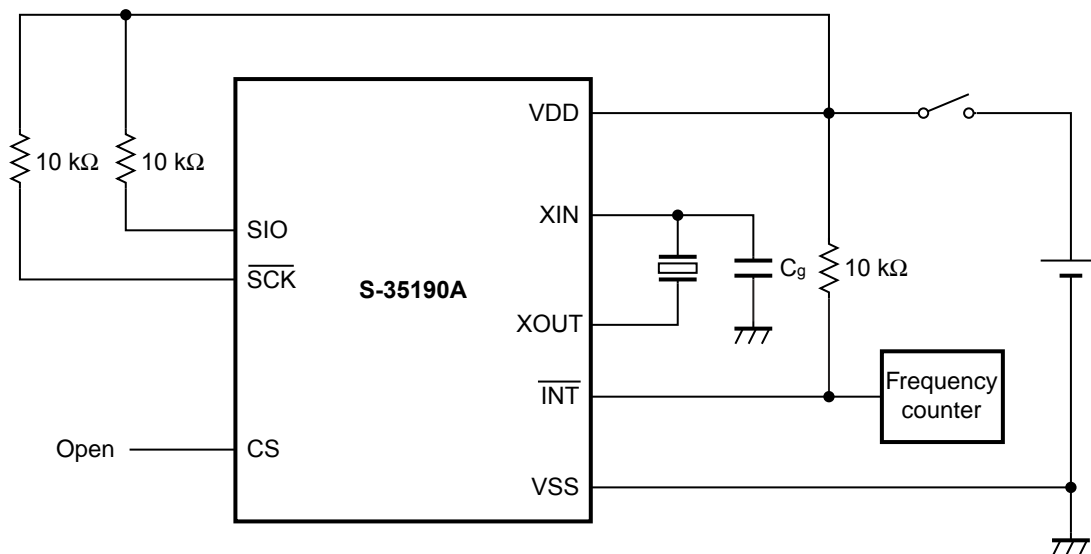 VDD
10 kΩ
10 kΩ
XIN
SIO
Cg
10 kΩ
SCK
S-35190A
XOUT
INT
Frequency
counter
Open
CS
VSS